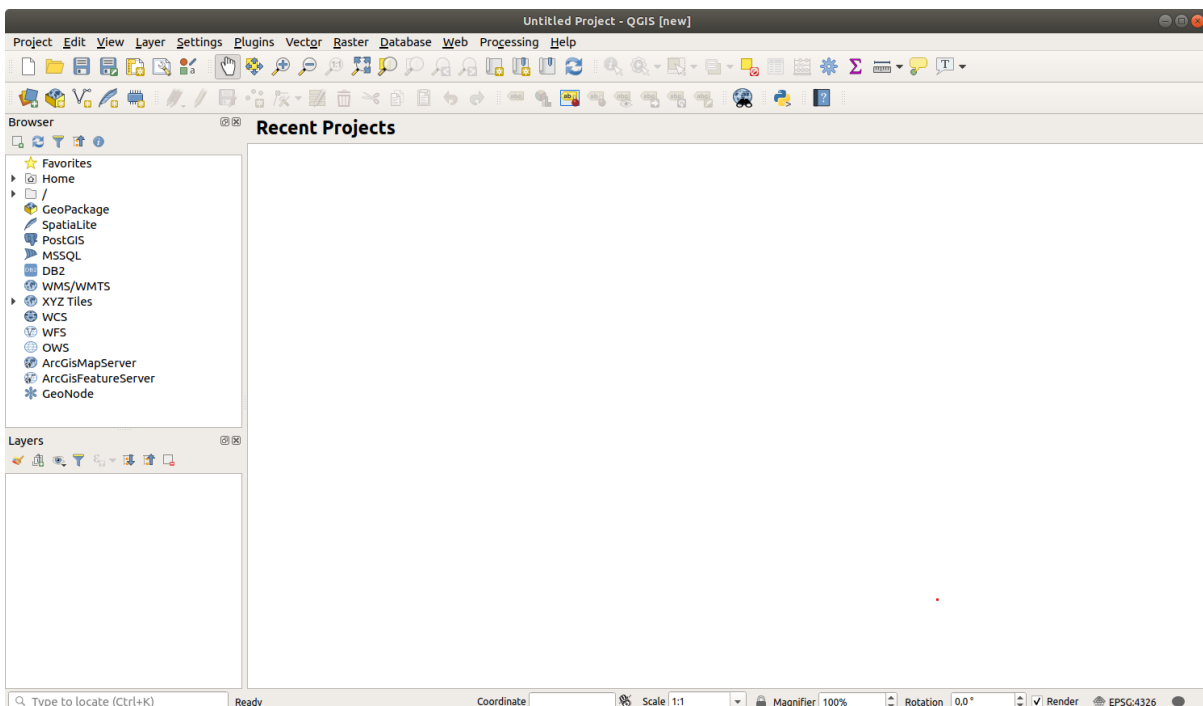 Untitled Project - QGIS [new]
Project Edit View Layer Settings Plugins Vector Raster Database Web Processing Help
Browser
Recent Projects
Favorites
Home
/
GeoPackage
SpatiaLite
PostGIS
MSSQL
DB2
WMS/WMTS
XYZ Tiles
WCS
WFS
OWS
ArcGisMapServer
ArcGisFeatureServer
GeoNode
Layers
Type to locate (Ctrl+K) Ready Coordinate Scale 1:1 Magnifier 100% Rotation 0,0 ° Render EPSG:4326